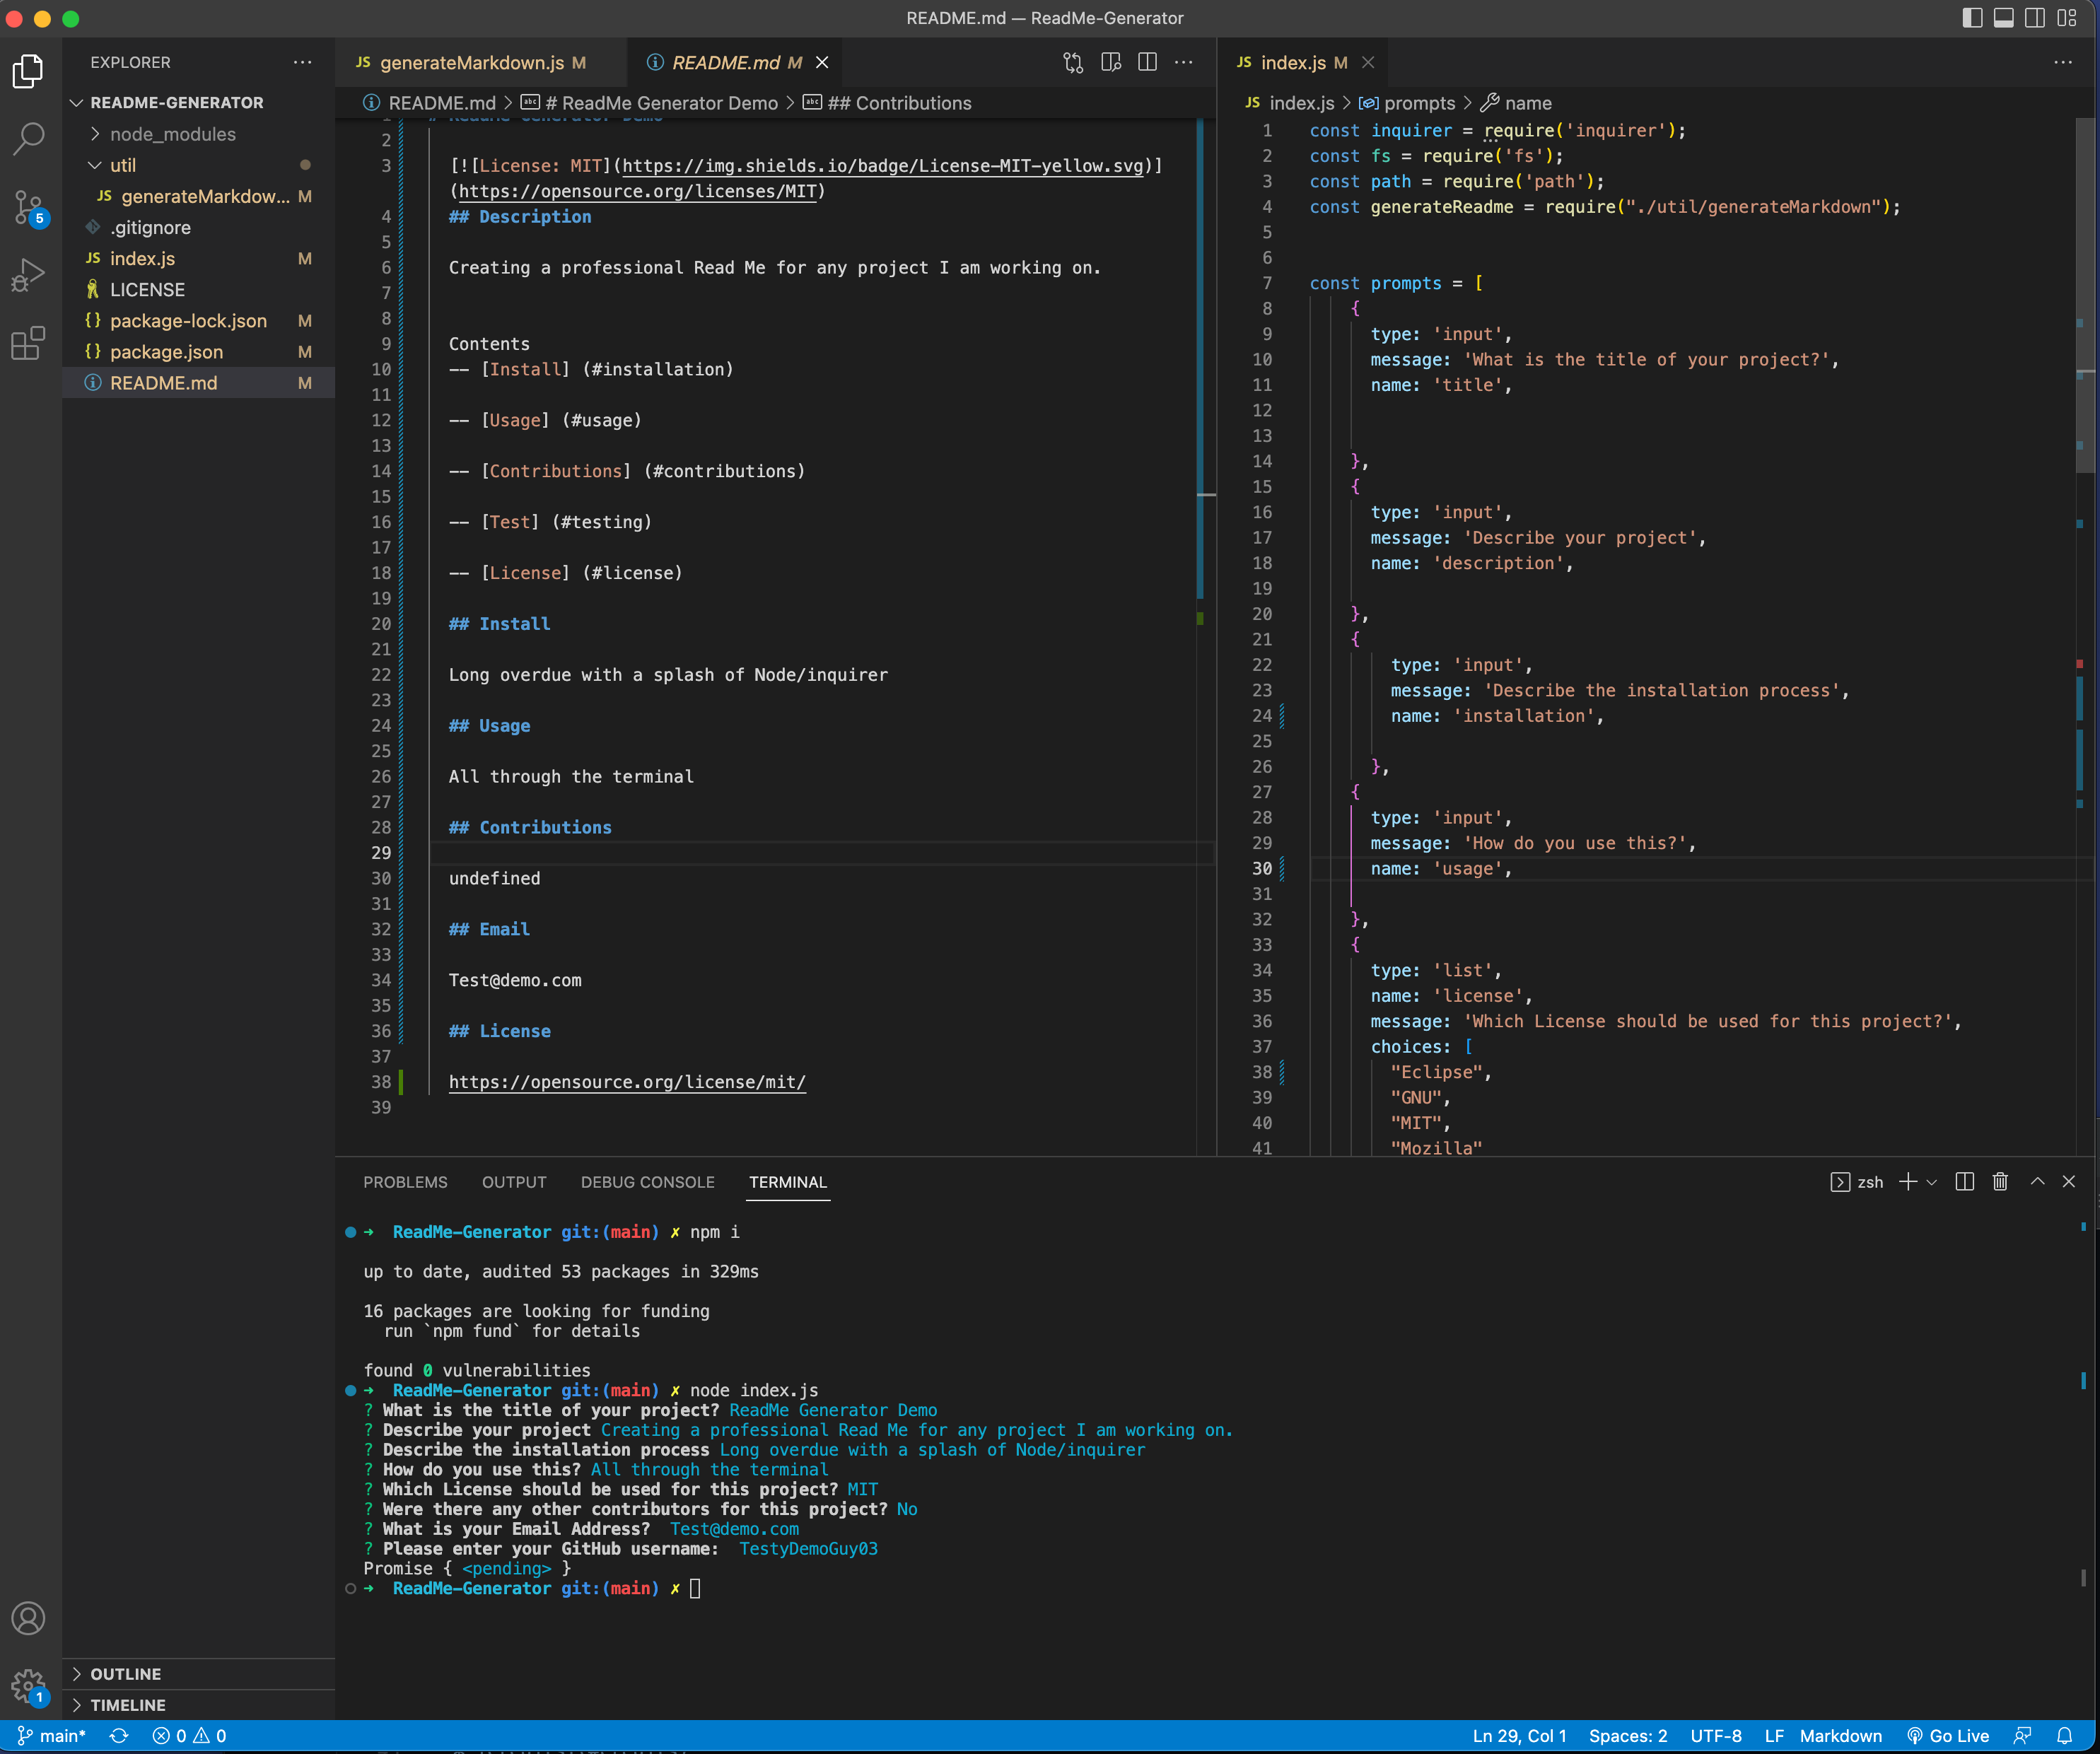 README.md — ReadMe-Generator
EXPLORER
README-GENERATOR
node_modules
util
JS generateMarkdow... M
.gitignore
JS index.js M
LICENSE
{} package-lock.json M
{} package.json M
README.md M
OUTLINE
TIMELINE
5
1
JS generateMarkdown.js M
README.md M
README.md > # ReadMe Generator Demo > ## Contributions
1 # ReadMe Generator Demo
2
3 [![License: MIT](https://img.shields.io/badge/License-MIT-yellow.svg)]
(https://opensource.org/licenses/MIT)
4 ## Description
5
6 Creating a professional Read Me for any project I am working on.
7
8
9 Contents
10 -- [Install] (#installation)
11
12 -- [Usage] (#usage)
13
14 -- [Contributions] (#contributions)
15
16 -- [Test] (#testing)
17
18 -- [License] (#license)
19
20 ## Install
21
22 Long overdue with a splash of Node/inquirer
23
24 ## Usage
25
26 All through the terminal
27
28 ## Contributions
29
30 undefined
31
32 ## Email
33
34 Test@demo.com
35
36 ## License
37
38 https://opensource.org/license/mit/
39
JS index.js M
JS index.js > prompts > name
1 const inquirer = require('inquirer');
2 const fs = require('fs');
3 const path = require('path');
4 const generateReadme = require("./util/generateMarkdown");
5
6
7 const prompts = [
8 {
9 type: 'input',
10 message: 'What is the title of your project?',
11 name: 'title',
12
13
14 },
15 {
16 type: 'input',
17 message: 'Describe your project',
18 name: 'description',
19
20 },
21 {
22 type: 'input',
23 message: 'Describe the installation process',
24 name: 'installation',
25
26 },
27 {
28 type: 'input',
29 message: 'How do you use this?',
30 name: 'usage',
31
32 },
33 {
34 type: 'list',
35 name: 'license',
36 message: 'Which License should be used for this project?',
37 choices: [
38 "Eclipse",
39 "GNU",
40 "MIT",
41 "Mozilla"
PROBLEMS OUTPUT DEBUG CONSOLE TERMINAL
zsh
➜ ReadMe-Generator git:(main) ✗ npm i
up to date, audited 53 packages in 329ms
16 packages are looking for funding
run `npm fund` for details
found 0 vulnerabilities
➜ ReadMe-Generator git:(main) ✗ node index.js
? What is the title of your project? ReadMe Generator Demo
? Describe your project Creating a professional Read Me for any project I am working on.
? Describe the installation process Long overdue with a splash of Node/inquirer
? How do you use this? All through the terminal
? Which License should be used for this project? MIT
? Were there any other contributors for this project? No
? What is your Email Address? Test@demo.com
? Please enter your GitHub username: TestyDemoGuy03
Promise { <pending> }
➜ ReadMe-Generator git:(main) ✗
main* 0 0
Ln 29, Col 1 Spaces: 2 UTF-8 LF Markdown Go Live